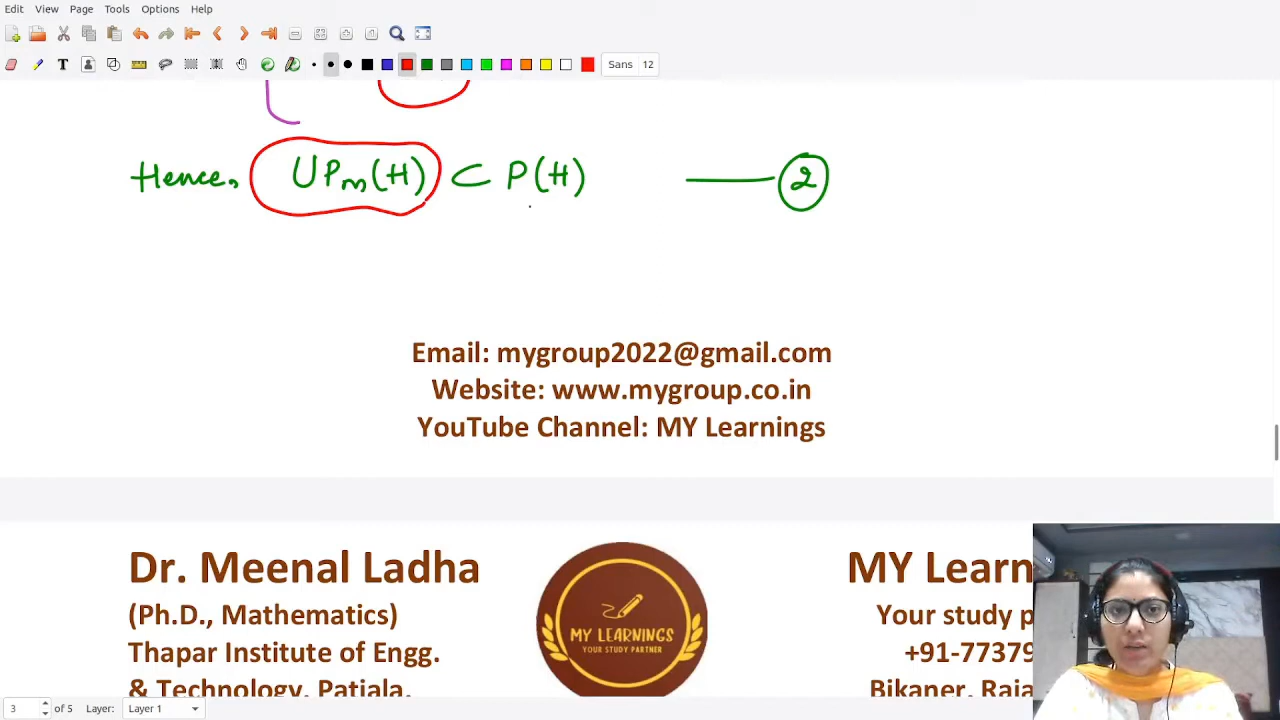 Edit View Page Tools Options Help
T Sans 12
Hence, UPm(H) ⊂ P(H) —— 2
Email: mygroup2022@gmail.com
Website: www.mygroup.co.in
YouTube Channel: MY Learnings
Dr. Meenal Ladha
(Ph.D., Mathematics)
Thapar Institute of Engg.
& Technology, Patiala.
MY LEARNINGS
YOUR STUDY PARTNER
MY Learn
Your study p
+91-77379
Bikaner, Raja
3 of 5 Layer: Layer 1